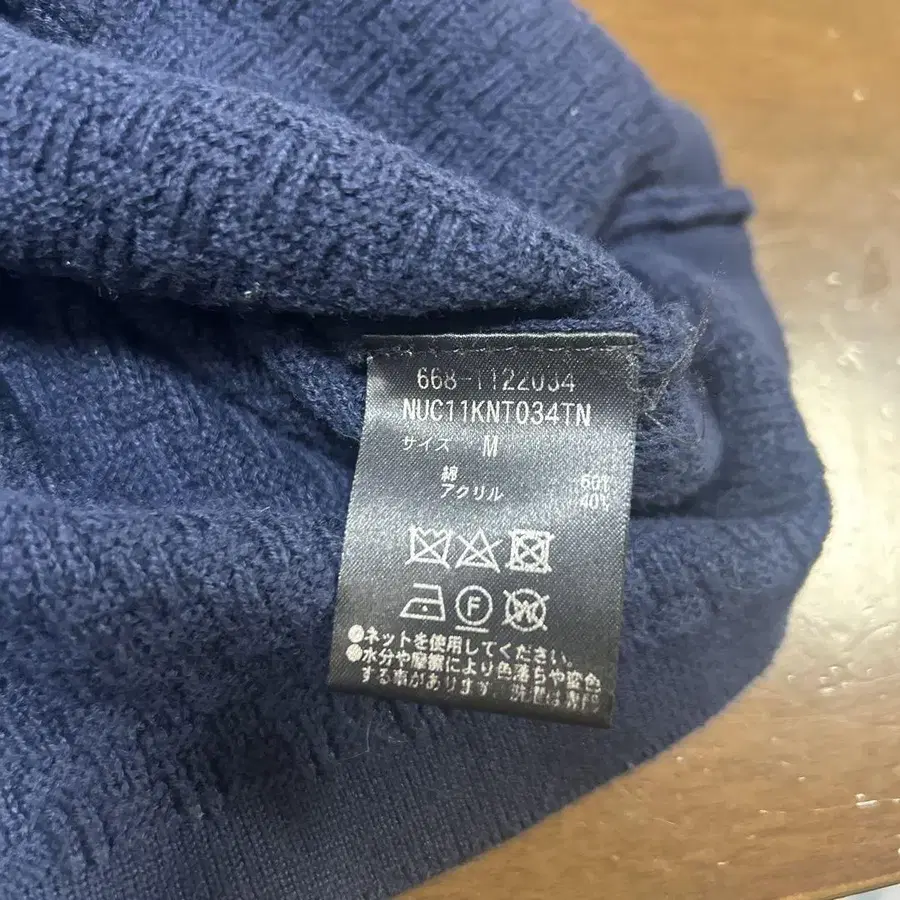 668-1122034
NUC11KNT034TN
サイズ M
綿 60%
アクリル 40%
F
W
●ネットを使用してください。
●水分や摩擦により色落ちや変色
する事があります